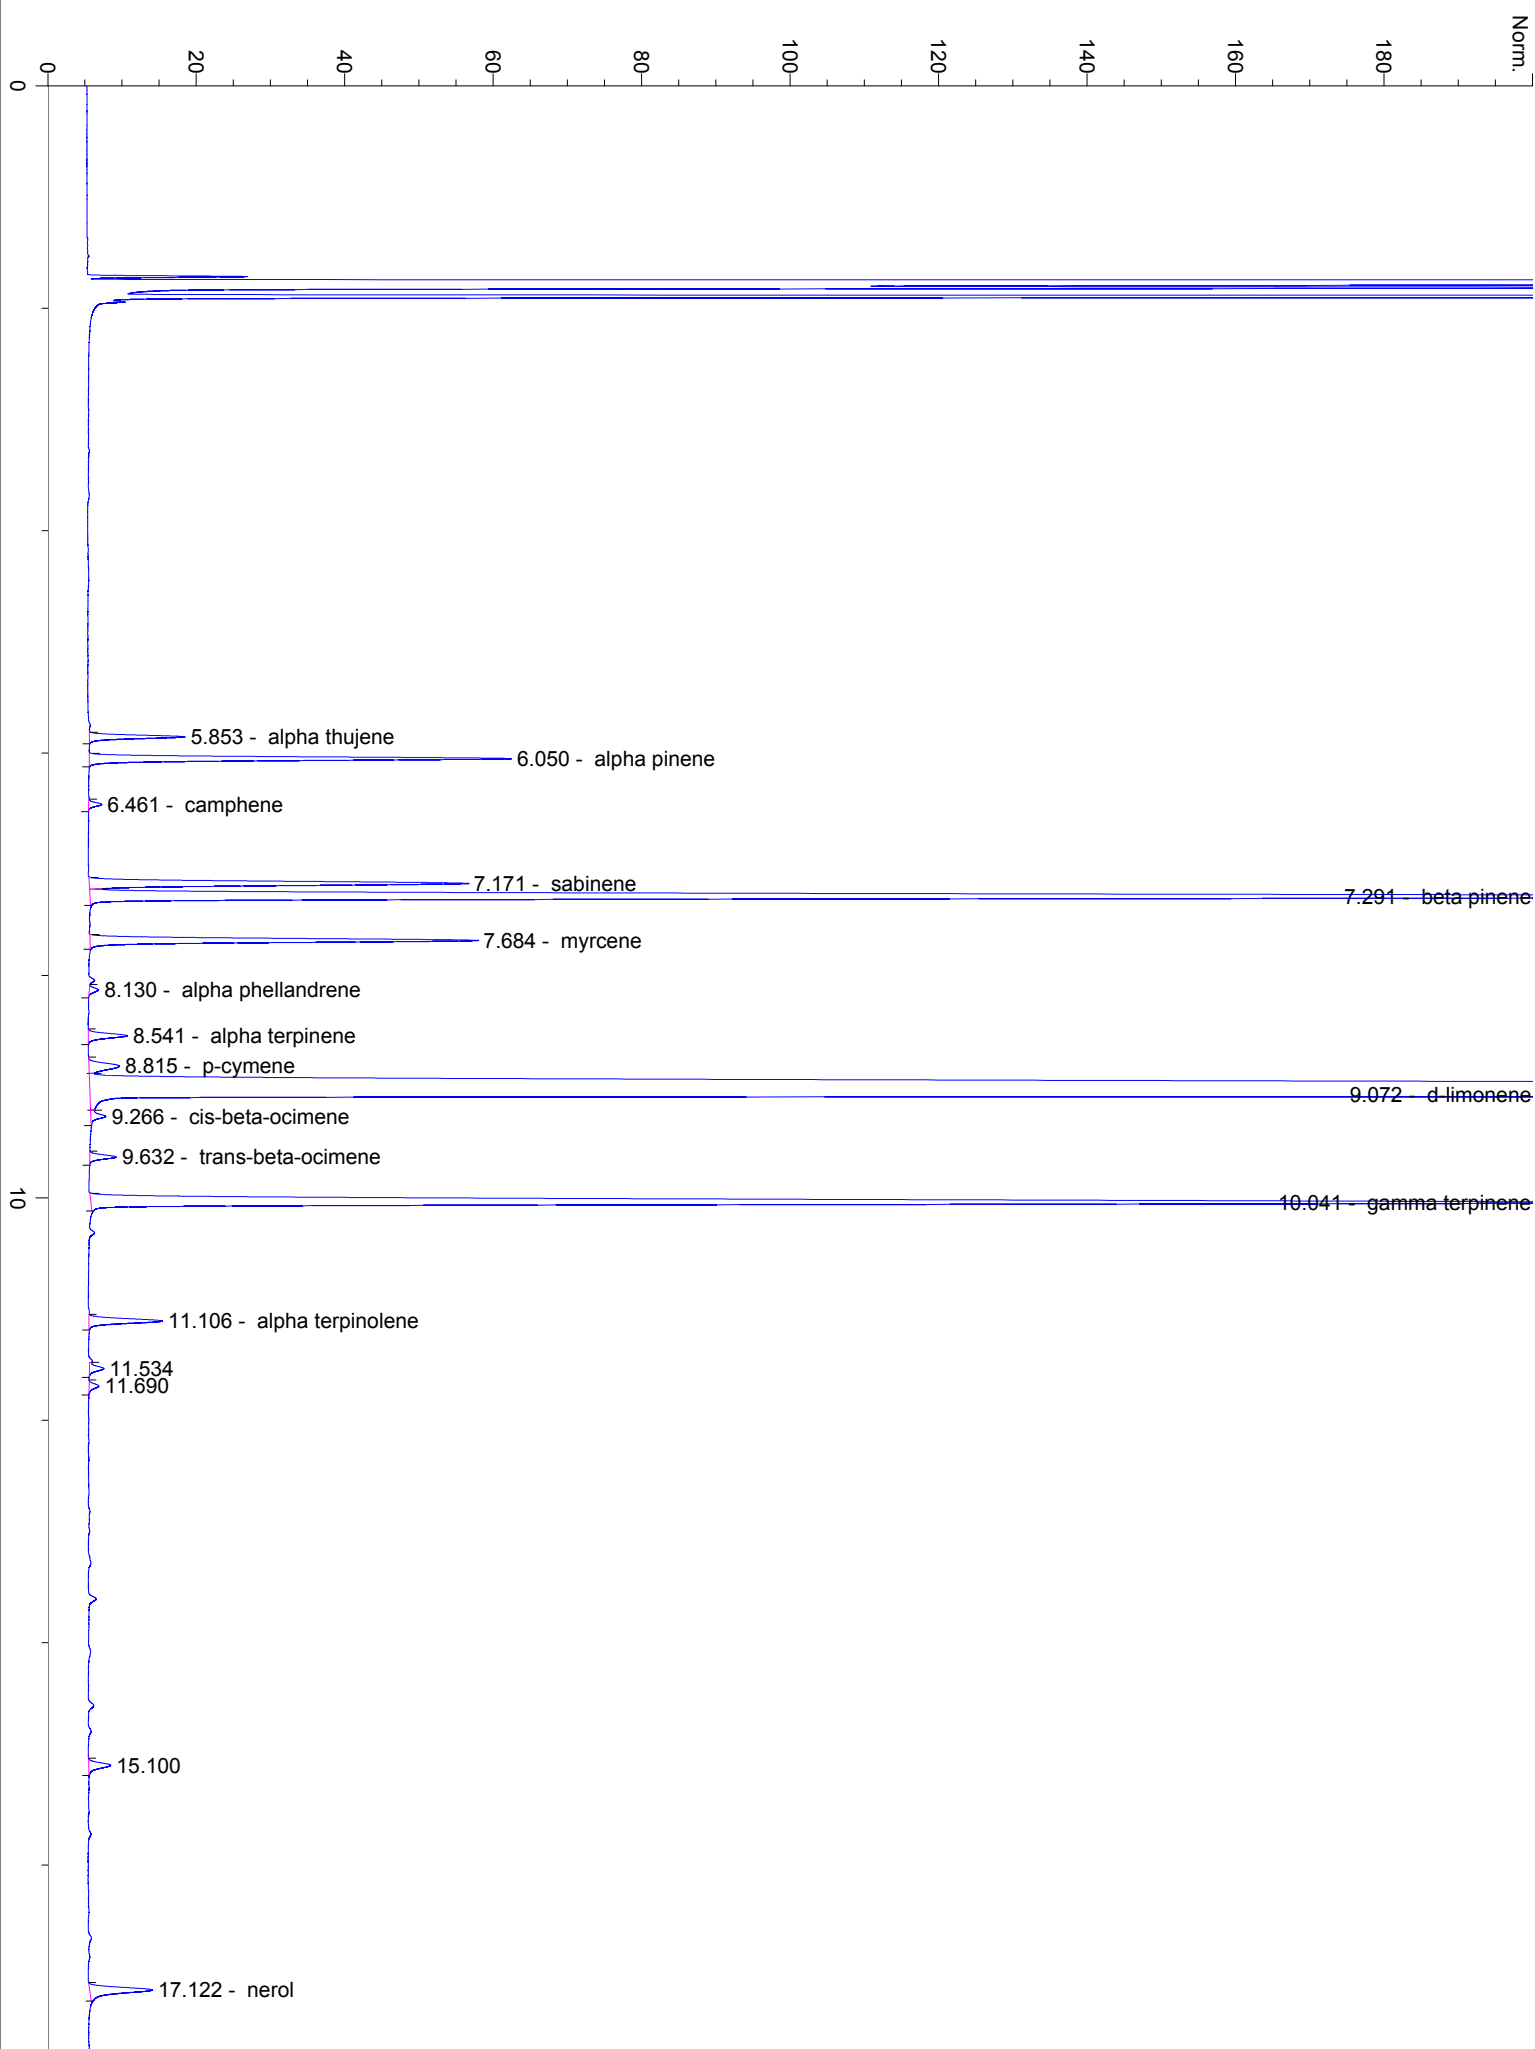 Norm.
0
20
40
60
80
100
120
140
160
180
0
5.853 - alpha thujene
6.050 - alpha pinene
6.461 - camphene
7.171 - sabinene
7.291 - beta pinene
7.684 - myrcene
8.130 - alpha phellandrene
8.541 - alpha terpinene
8.815 - p-cymene
9.072 - d-limonene
9.266 - cis-beta-ocimene
9.632 - trans-beta-ocimene
10
10.041 - gamma terpinene
11.106 - alpha terpinolene
11.534
11.690
15.100
17.122 - nerol